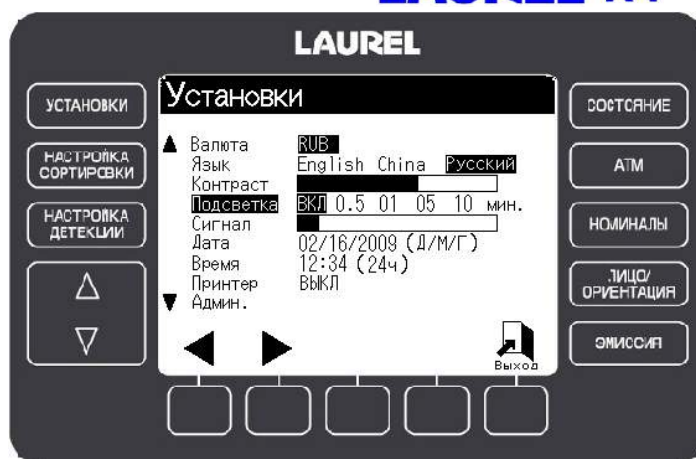 LAUREL
LAUREL
УСТАНОВКИ
НАСТРОЙКА
СОРТИРОВКИ
НАСТРОЙКА
ДЕТЕКЦИИ
Установки
Валюта RUB
Язык English China Русский
Контраст
Подсветка ВКЛ 0.5 01 05 10 мин.
Сигнал
Дата 02/16/2009 (Д/М/Г)
Время 12:34 (24ч)
Принтер ВЫКЛ
Админ.
Выход
СОСТОЯНИЕ
ATM
НОМИНАЛЫ
ЛИЦО/
ОРИЕНТАЦИЯ
ЭМИССИЯ